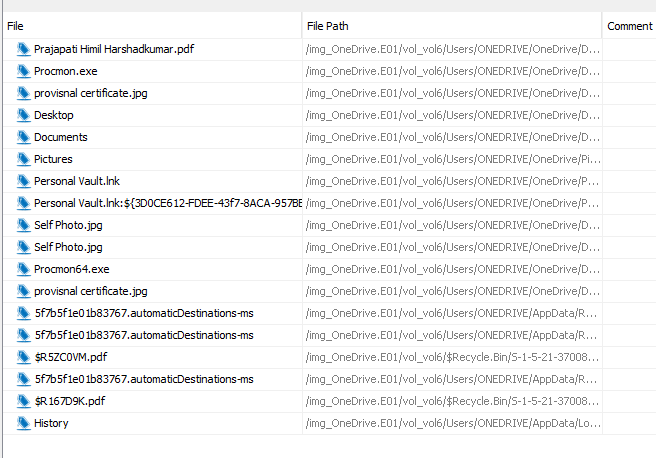 File File Path Comment
Prajapati Himil Harshadkumar.pdf /img_OneDrive.E01/vol_vol6/Users/ONEDRIVE/OneDrive/D...
Procmon.exe /img_OneDrive.E01/vol_vol6/Users/ONEDRIVE/OneDrive/D...
provisnal certificate.jpg /img_OneDrive.E01/vol_vol6/Users/ONEDRIVE/OneDrive/D...
Desktop /img_OneDrive.E01/vol_vol6/Users/ONEDRIVE/OneDrive/D...
Documents /img_OneDrive.E01/vol_vol6/Users/ONEDRIVE/OneDrive/D...
Pictures /img_OneDrive.E01/vol_vol6/Users/ONEDRIVE/OneDrive/Pi...
Personal Vault.lnk /img_OneDrive.E01/vol_vol6/Users/ONEDRIVE/OneDrive/P...
Personal Vault.lnk:${3D0CE612-FDEE-43f7-8ACA-957BE /img_OneDrive.E01/vol_vol6/Users/ONEDRIVE/OneDrive/P...
Self Photo.jpg /img_OneDrive.E01/vol_vol6/Users/ONEDRIVE/OneDrive/D...
Self Photo.jpg /img_OneDrive.E01/vol_vol6/Users/ONEDRIVE/OneDrive/D...
Procmon64.exe /img_OneDrive.E01/vol_vol6/Users/ONEDRIVE/OneDrive/D...
provisnal certificate.jpg /img_OneDrive.E01/vol_vol6/Users/ONEDRIVE/OneDrive/D...
5f7b5f1e01b83767.automaticDestinations-ms /img_OneDrive.E01/vol_vol6/Users/ONEDRIVE/AppData/R...
5f7b5f1e01b83767.automaticDestinations-ms /img_OneDrive.E01/vol_vol6/Users/ONEDRIVE/AppData/R...
$R5ZC0VM.pdf /img_OneDrive.E01/vol_vol6/$Recycle.Bin/S-1-5-21-37008...
5f7b5f1e01b83767.automaticDestinations-ms /img_OneDrive.E01/vol_vol6/Users/ONEDRIVE/AppData/R...
$R167D9K.pdf /img_OneDrive.E01/vol_vol6/$Recycle.Bin/S-1-5-21-37008...
History /img_OneDrive.E01/vol_vol6/Users/ONEDRIVE/AppData/Lo...